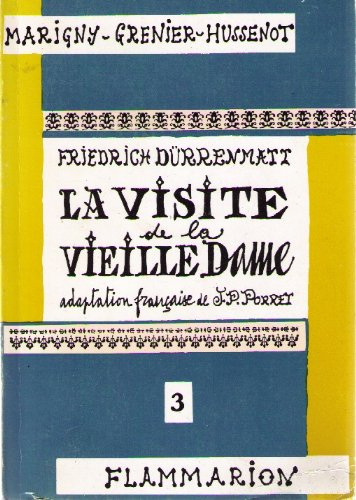 MARIGNY-GRENIER-HUSSENOT
FRIEDRICH DÜRRENMATT
LA VISITE
de la
VIEILLE Dame
adaptation française de J.P. PORRET
3
FLAMMARION